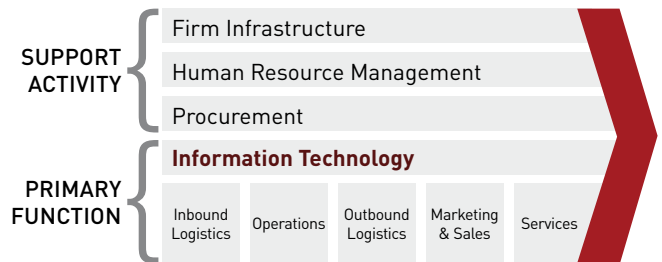 SUPPORT
ACTIVITY
Firm Infrastructure
Human Resource Management
Procurement
PRIMARY
FUNCTION
Information Technology
Inbound
Logistics
Operations
Outbound
Logistics
Marketing
& Sales
Services